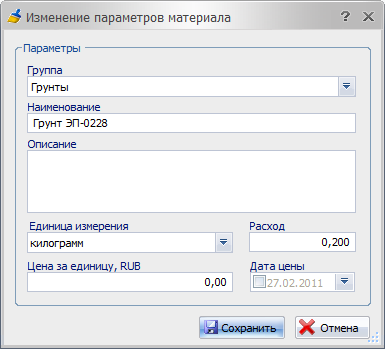 Изменение параметров материала ? ×
Параметры
Группа
Грунты
Наименование
Грунт ЭП-0228
Описание
Единица измерения Расход
килограмм 0,200
Цена за единицу, RUB Дата цены
0,00 27.02.2011
Сохранить Отмена